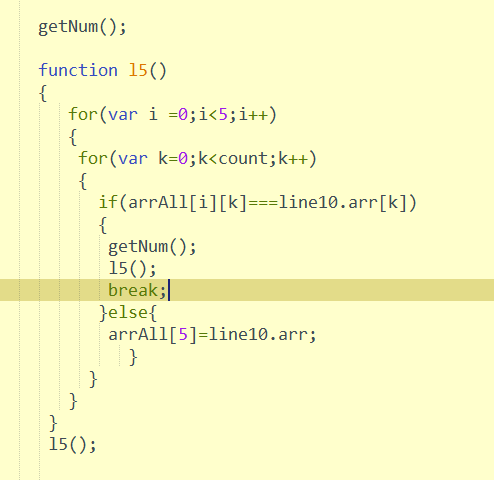 getNum();
function l5()
{
for(var i =0;i<5;i++)
{
for(var k=0;k<count;k++)
{
if(arrAll[i][k]===line10.arr[k])
{
getNum();
l5();
break;
}else{
arrAll[5]=line10.arr;
}
}
}
}
l5();